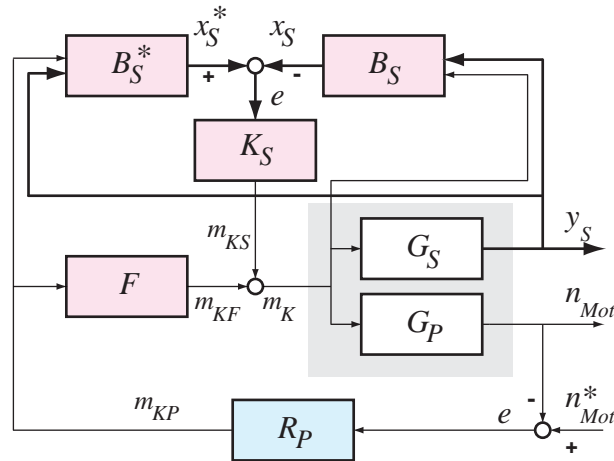 x_S^* x_S
B_S^* + - B_S
e
K_S
m_KS
G_S y_S
F m_KF m_K
G_P n_Mot
m_KP - n_Mot^*
R_P e +